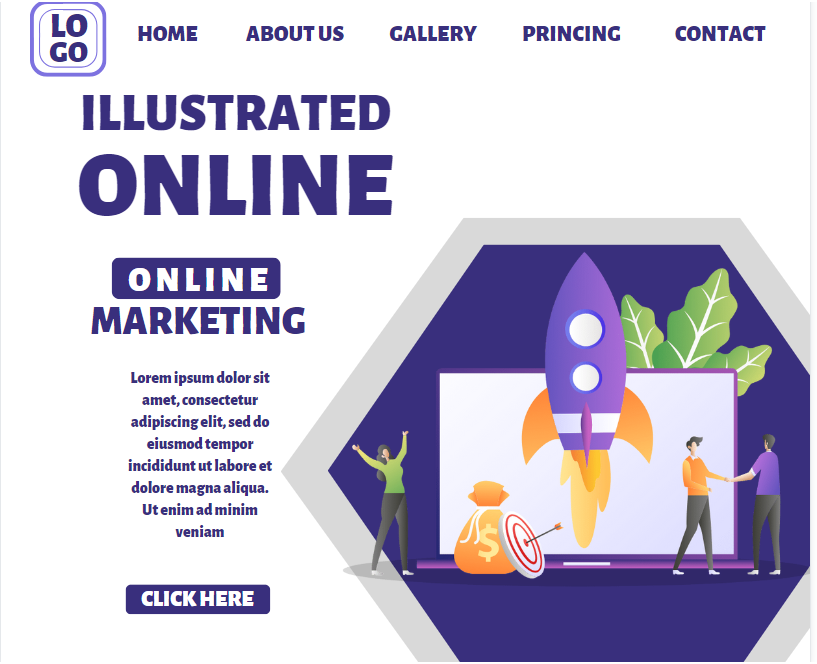 LO
GO
HOME ABOUT US GALLERY PRINCING CONTACT
ILLUSTRATED
ONLINE
ONLINE
MARKETING
Lorem ipsum dolor sit
amet, consectetur
adipiscing elit, sed do
eiusmod tempor
incididunt ut labore et
dolore magna aliqua.
Ut enim ad minim
veniam
CLICK HERE
$